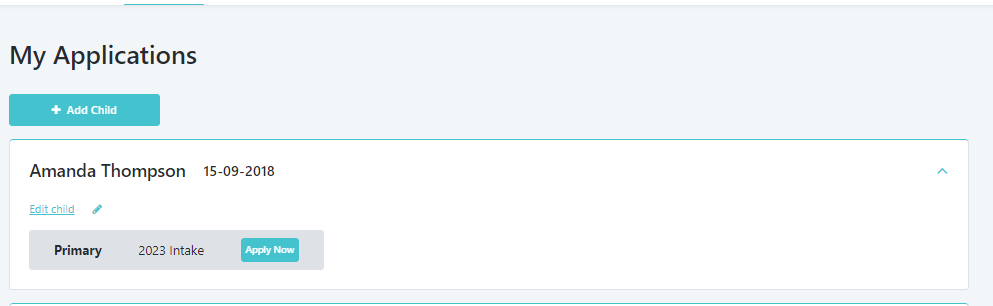 My Applications
Add Child
Amanda Thompson 15-09-2018
Edit child
Primary 2023 Intake Apply Now